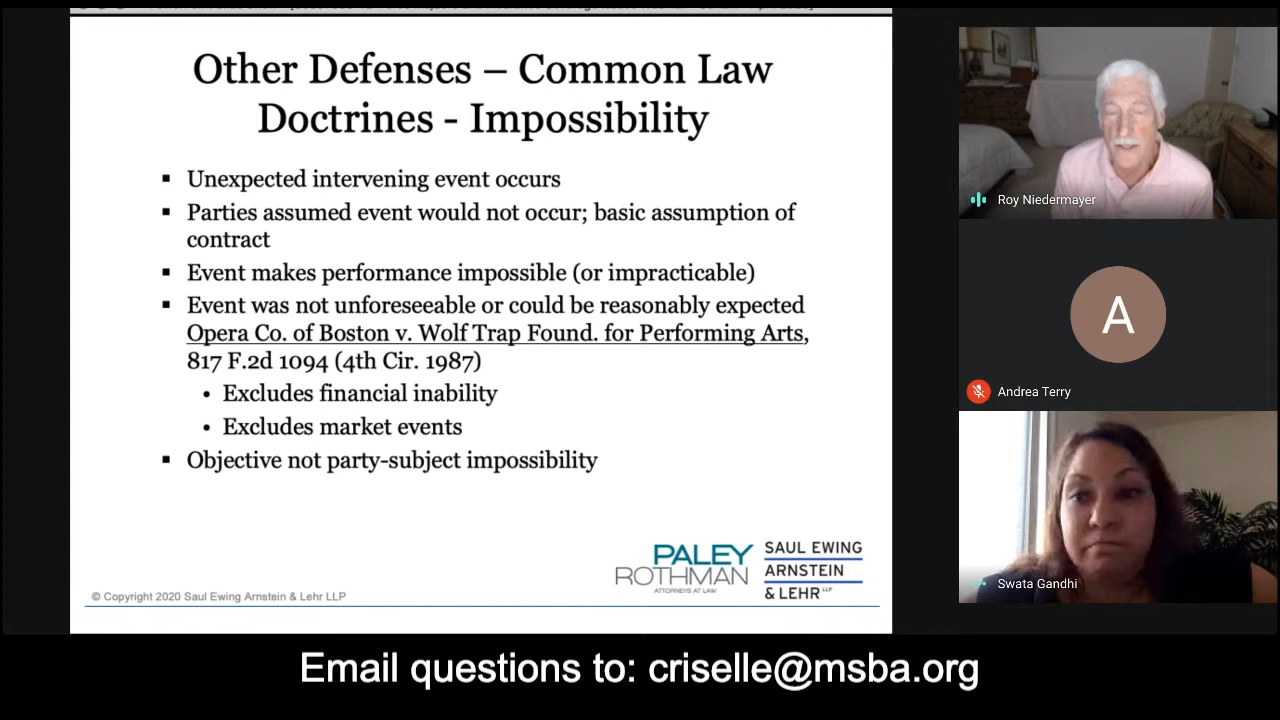 Other Defenses – Common Law
Doctrines - Impossibility
▪ Unexpected intervening event occurs
▪ Parties assumed event would not occur; basic assumption of
contract
▪ Event makes performance impossible (or impracticable)
▪ Event was not unforeseeable or could be reasonably expected
Opera Co. of Boston v. Wolf Trap Found. for Performing Arts,
817 F.2d 1094 (4th Cir. 1987)
• Excludes financial inability
• Excludes market events
▪ Objective not party-subject impossibility
PALEY
ROTHMAN
ATTORNEYS AT LAW
SAUL EWING
ARNSTEIN
& LEHR LLP
© Copyright 2020 Saul Ewing Arnstein & Lehr LLP
Roy Niedermayer
A
Andrea Terry
Swata Gandhi
Email questions to: criselle@msba.org